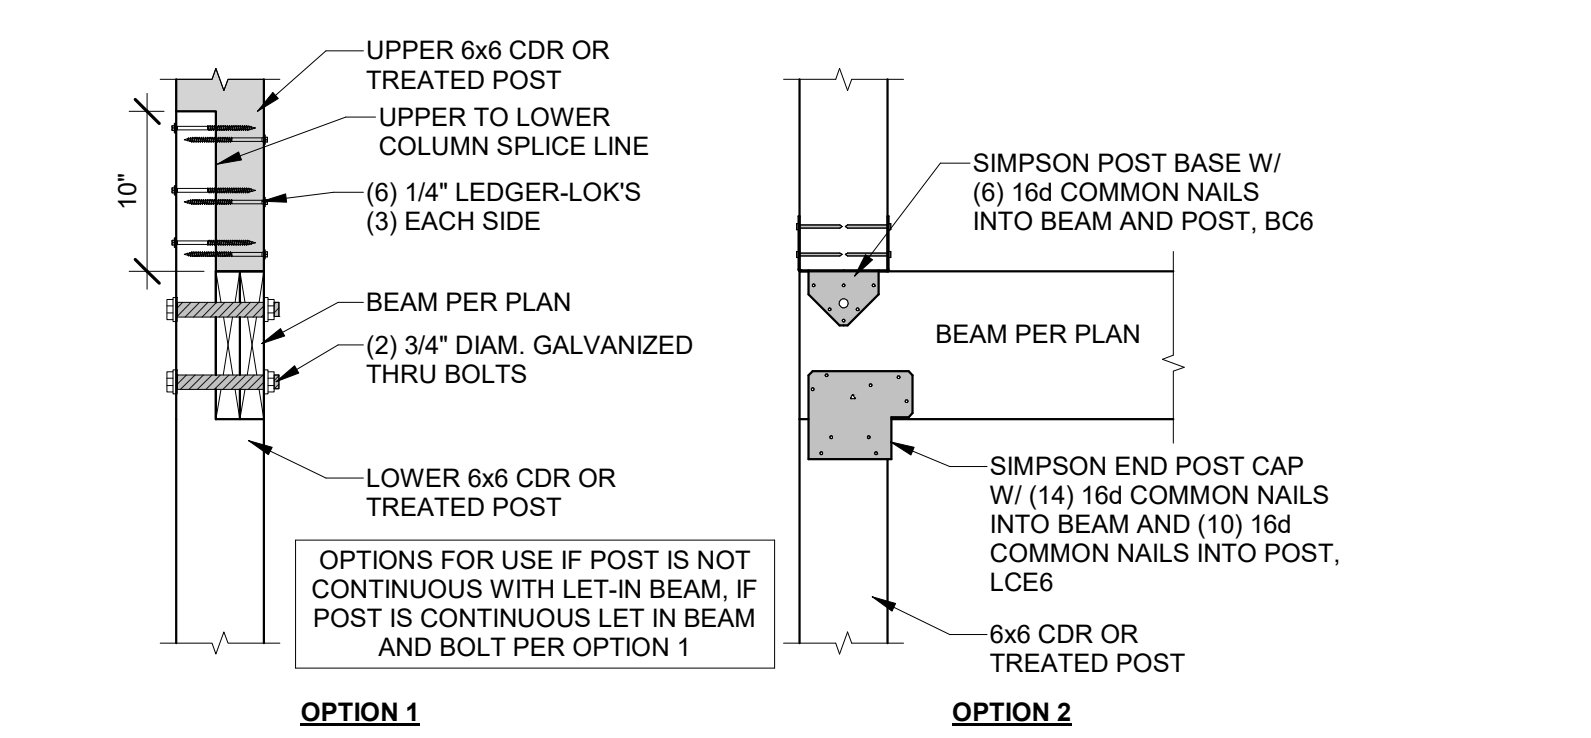 UPPER 6x6 CDR OR
TREATED POST
UPPER TO LOWER
COLUMN SPLICE LINE
10"
(6) 1/4" LEDGER-LOK'S
(3) EACH SIDE
BEAM PER PLAN
(2) 3/4" DIAM. GALVANIZED
THRU BOLTS
LOWER 6x6 CDR OR
TREATED POST
OPTIONS FOR USE IF POST IS NOT
CONTINUOUS WITH LET-IN BEAM, IF
POST IS CONTINUOUS LET IN BEAM
AND BOLT PER OPTION 1
OPTION 1
SIMPSON POST BASE W/
(6) 16d COMMON NAILS
INTO BEAM AND POST, BC6
BEAM PER PLAN
SIMPSON END POST CAP
W/ (14) 16d COMMON NAILS
INTO BEAM AND (10) 16d
COMMON NAILS INTO POST,
LCE6
6x6 CDR OR
TREATED POST
OPTION 2